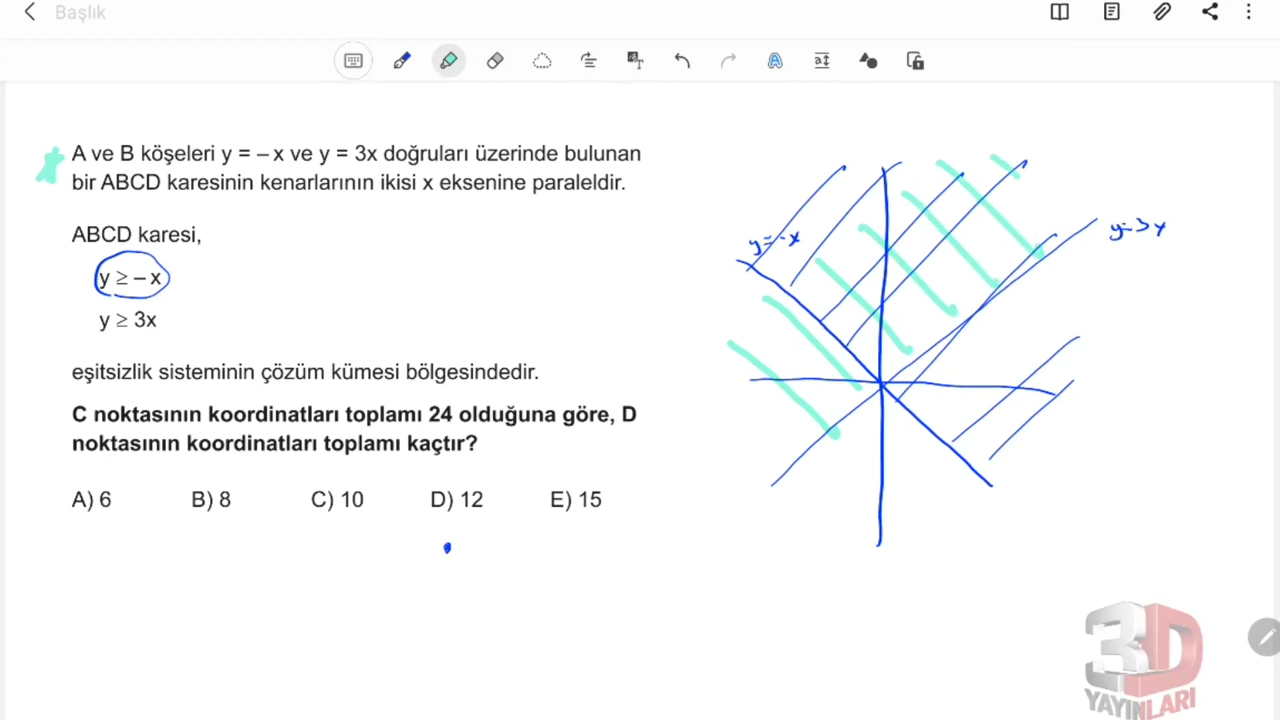 Başlık
A ve B köşeleri y = – x ve y = 3x doğruları üzerinde bulunan
bir ABCD karesinin kenarlarının ikisi x eksenine paraleldir.
ABCD karesi,
y ≥ – x
y ≥ 3x
eşitsizlik sisteminin çözüm kümesi bölgesindedir.
C noktasının koordinatları toplamı 24 olduğuna göre, D
noktasının koordinatları toplamı kaçtır?
A) 6 B) 8 C) 10 D) 12 E) 15
y=-x
y=3x
3D
YAYINLARI